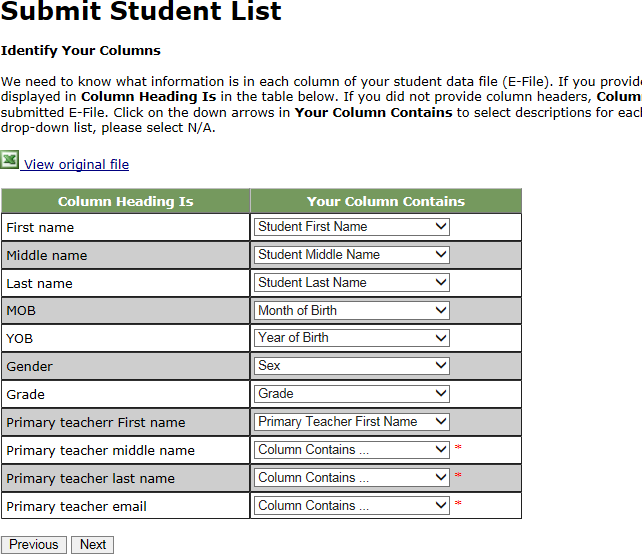 Submit Student List
Identify Your Columns
We need to know what information is in each column of your student data file (E-File). If you provid
displayed in Column Heading Is in the table below. If you did not provide column headers, Colum
submitted E-File. Click on the down arrows in Your Column Contains to select descriptions for eac
drop-down list, please select N/A.
View original file
Column Heading Is Your Column Contains
First name Student First Name
Middle name Student Middle Name
Last name Student Last Name
MOB Month of Birth
YOB Year of Birth
Gender Sex
Grade Grade
Primary teacherr First name Primary Teacher First Name
Primary teacher middle name Column Contains ... *
Primary teacher last name Column Contains ... *
Primary teacher email Column Contains ... *
Previous Next